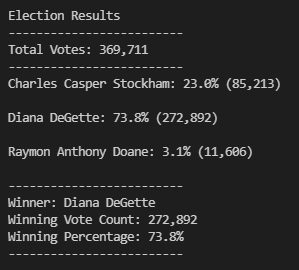 Election Results
-------------------------
Total Votes: 369,711
-------------------------
Charles Casper Stockham: 23.0% (85,213)
Diana DeGette: 73.8% (272,892)
Raymon Anthony Doane: 3.1% (11,606)
-------------------------
Winner: Diana DeGette
Winning Vote Count: 272,892
Winning Percentage: 73.8%
-------------------------